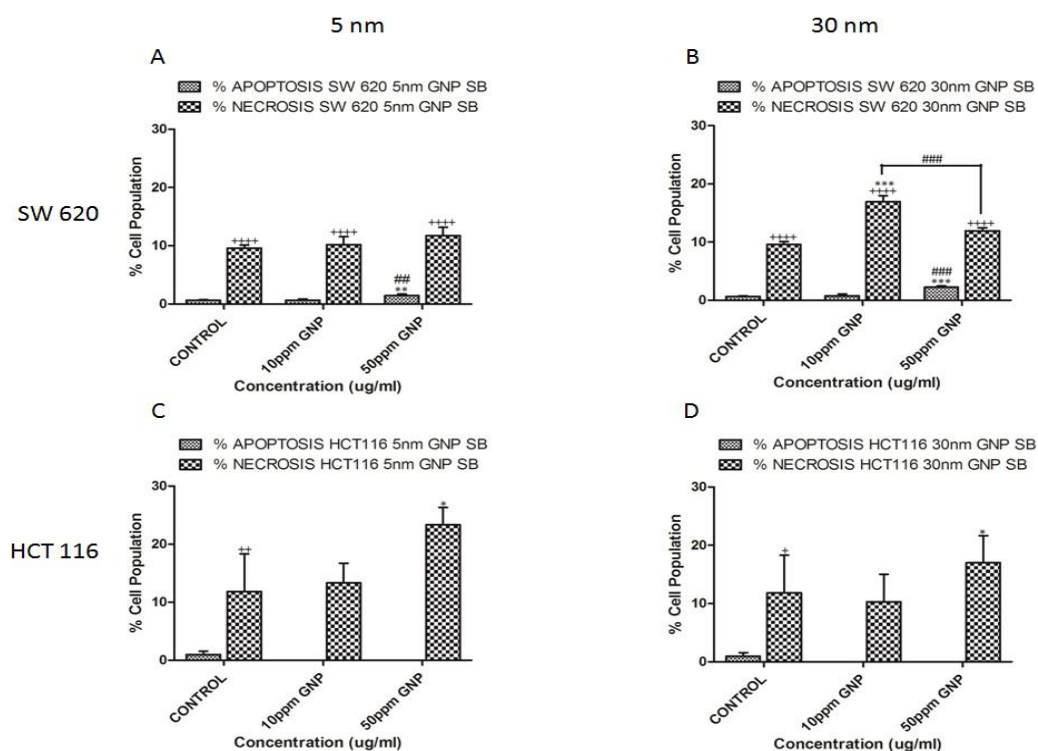 5 nm
30 nm
A
% APOPTOSIS SW 620 5nm GNP SB
% NECROSIS SW 620 5nm GNP SB
SW 620
% Cell Population
30
20
10
0
++++
++++
++++
##
**
CONTROL
10ppm GNP
50ppm GNP
Concentration (ug/ml)
B
% APOPTOSIS SW 620 30nm GNP SB
% NECROSIS SW 620 30nm GNP SB
% Cell Population
30
20
10
0
###
***
++++
++++
++++
###
***
CONTROL
10ppm GNP
50ppm GNP
Concentration (ug/ml)
C
% APOPTOSIS HCT116 5nm GNP SB
% NECROSIS HCT116 5nm GNP SB
HCT 116
% Cell Population
30
20
10
0
++
*
CONTROL
10ppm GNP
50ppm GNP
Concentration (ug/ml)
D
% APOPTOSIS HCT116 30nm GNP SB
% NECROSIS HCT116 30nm GNP SB
% Cell Population
30
20
10
0
+
*
CONTROL
10ppm GNP
50ppm GNP
Concentration (ug/ml)